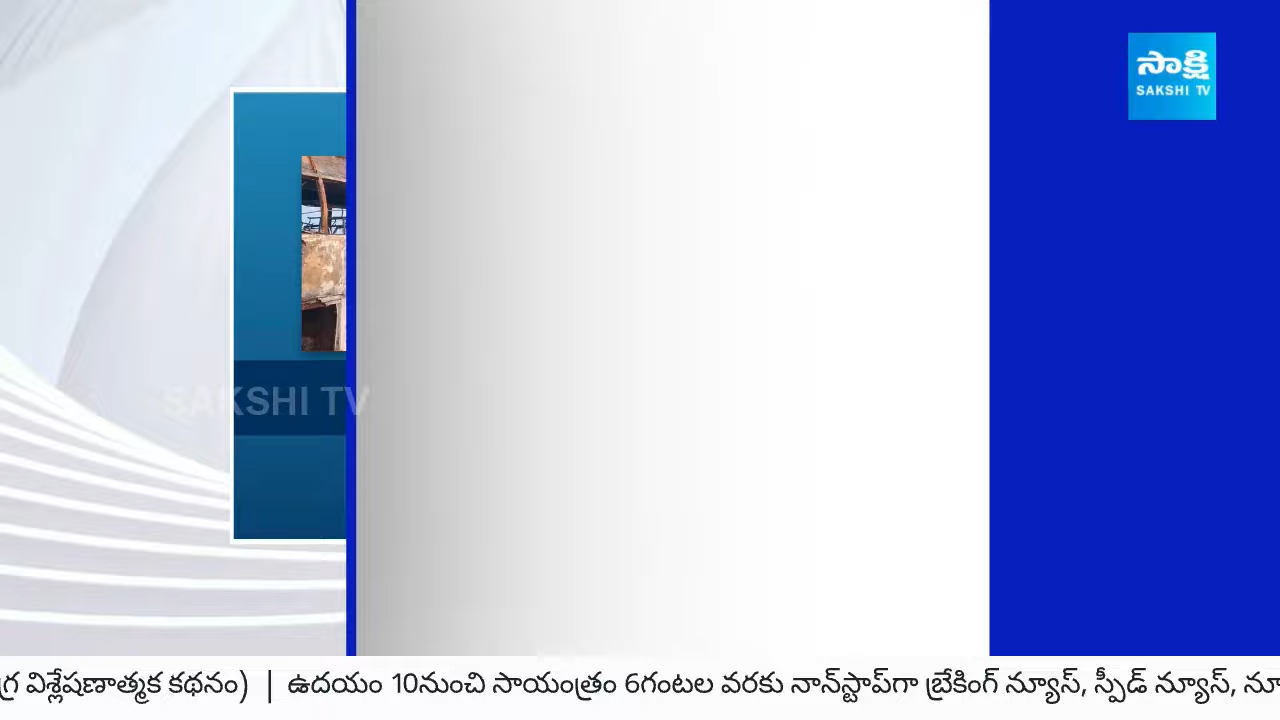 సాక్షి
SAKSHI TV
SAKSHI TV
విశ్లేషణాత్మక కథనం) | ఉదయం 10నుంచి సాయంత్రం 6గంటల వరకు నాన్‌స్టాప్‌గా బ్రేకింగ్ న్యూస్, స్పీడ్ న్యూస్,